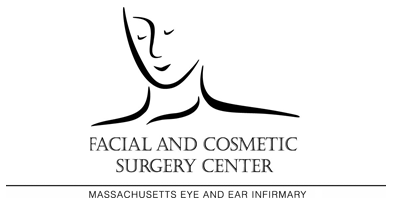 FACIAL AND COSMETIC
SURGERY CENTER
MASSACHUSETTS EYE AND EAR INFIRMARY